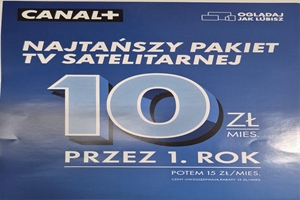 CANAL+
OGLĄDAJ
JAK LUBISZ
NAJTAŃSZY PAKIET
TV SATELITARNEJ
10 ZŁ
MIES.
PRZEZ 1. ROK
POTEM 15 ZŁ/MIES.